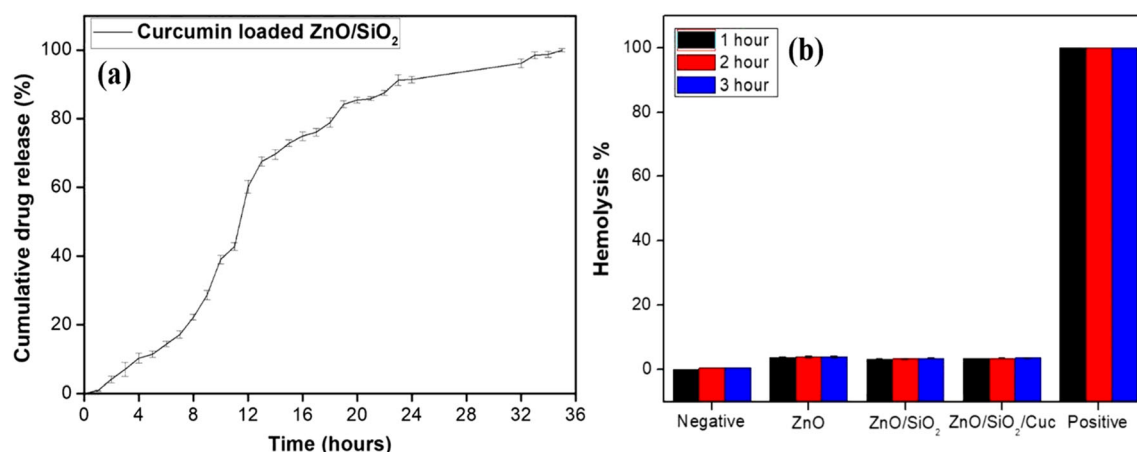 Curcumin loaded ZnO/SiO₂
(a)
Cumulative drug release (%)
100
80
60
40
20
0
0 4 8 12 16 20 24 28 32 36
Time (hours)
1 hour
2 hour
3 hour
(b)
Hemolysis %
100
80
60
40
20
0
Negative ZnO ZnO/SiO₂ ZnO/SiO₂/Cuc Positive